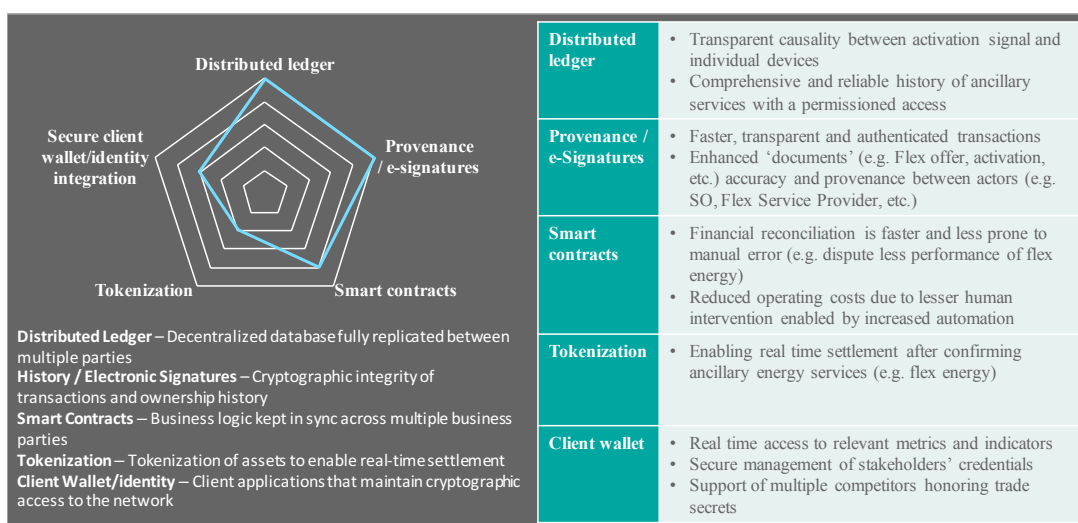 Distributed ledger
Secure client
wallet/identity
integration
Provenance
/ e-signatures
Tokenization
Smart contracts
Distributed Ledger – Decentralized database fully replicated between
multiple parties
History / Electronic Signatures – Cryptographic integrity of
transactions and ownership history
Smart Contracts – Business logic kept in sync across multiple business
parties
Tokenization – Tokenization of assets to enable real-time settlement
Client Wallet/identity – Client applications that maintain cryptographic
access to the network
Distributed
ledger
• Transparent causality between activation signal and
individual devices
• Comprehensive and reliable history of ancillary
services with a permissioned access
Provenance /
e-Signatures
• Faster, transparent and authenticated transactions
• Enhanced ‘documents’ (e.g. Flex offer, activation,
etc.) accuracy and provenance between actors (e.g.
SO, Flex Service Provider, etc.)
Smart
contracts
• Financial reconciliation is faster and less prone to
manual error (e.g. dispute less performance of flex
energy)
• Reduced operating costs due to lesser human
intervention enabled by increased automation
Tokenization
• Enabling real time settlement after confirming
ancillary energy services (e.g. flex energy)
Client wallet
• Real time access to relevant metrics and indicators
• Secure management of stakeholders’ credentials
• Support of multiple competitors honoring trade
secrets